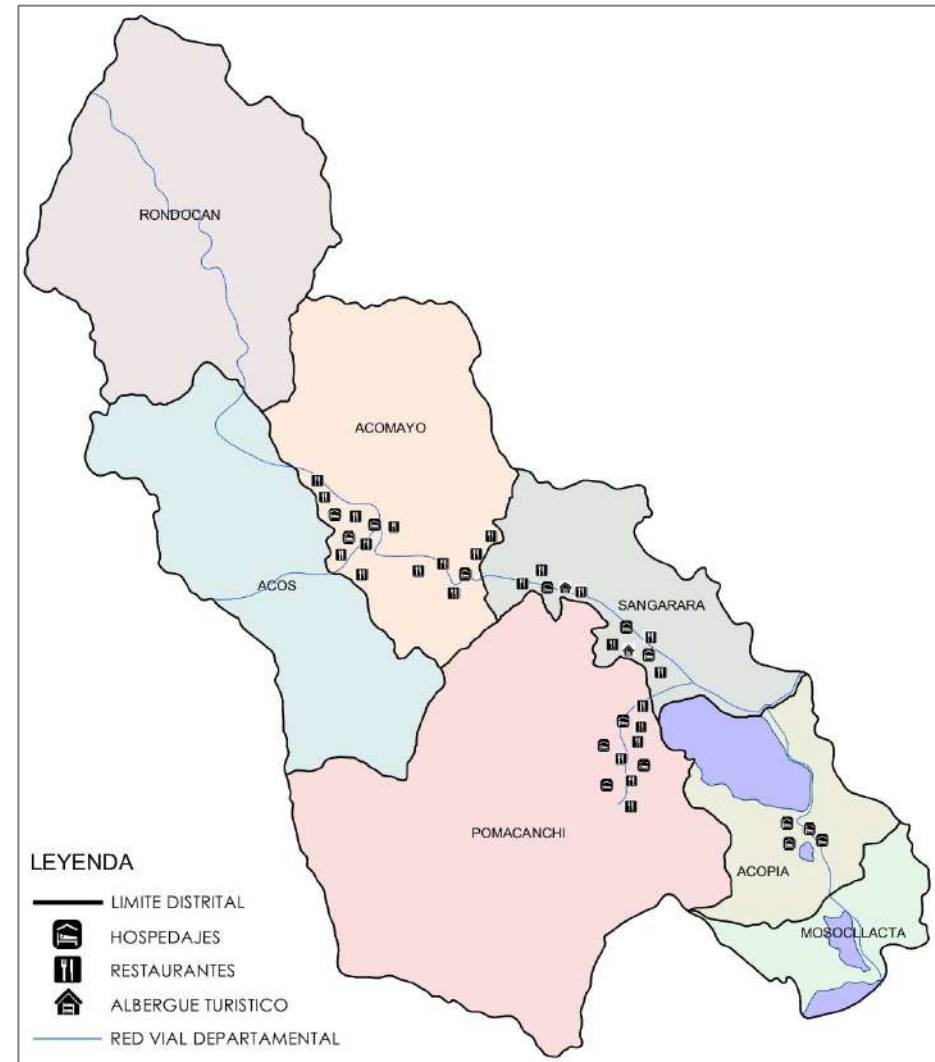 RONDOCAN
ACOMAYO
ACOS
SANGARARA
POMACANCHI
ACOPIA
MOSOCLLACTA
LEYENDA
LIMITE DISTRITAL
HOSPEDAJES
RESTAURANTES
ALBERGUE TURISTICO
RED VIAL DEPARTAMENTAL